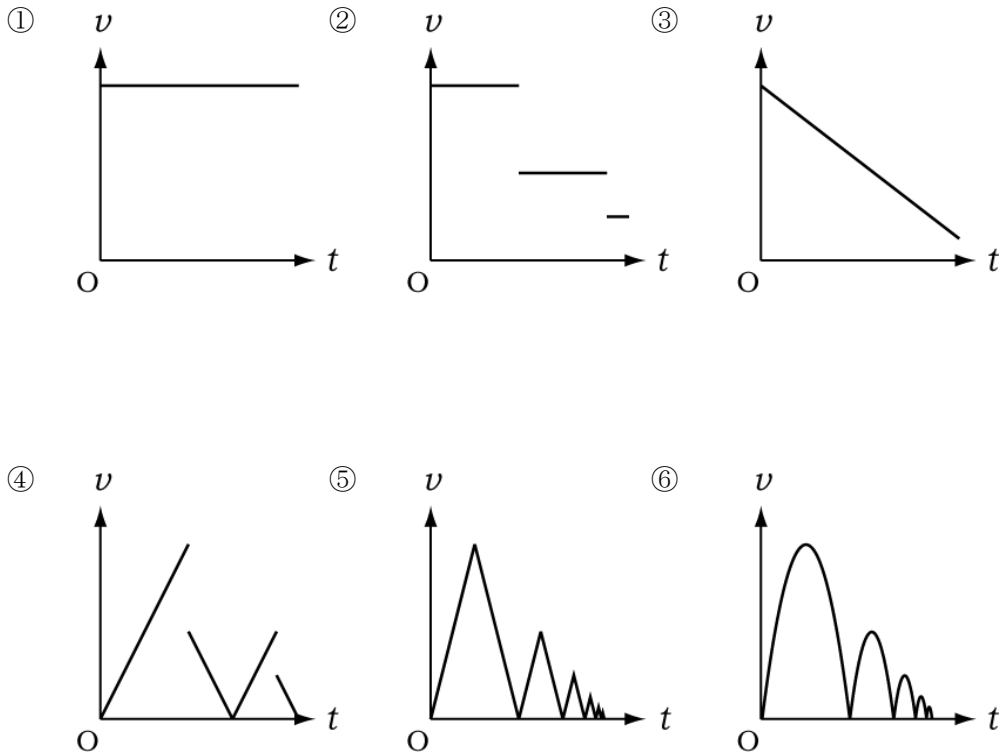 ① v ② v ③ v
t t t
O O O
④ v ⑤ v ⑥ v
t t t
O O O